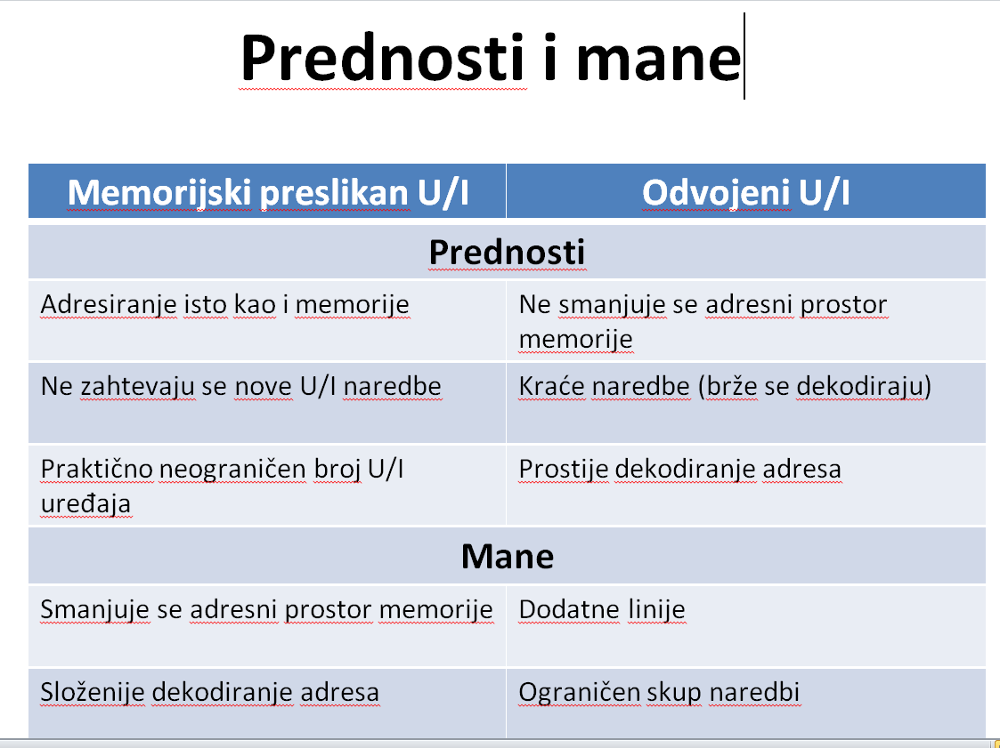 Prednosti i mane
Memorijski preslikan U/I
Odvojeni U/I
Prednosti
Adresiranje isto kao i memorije
Ne smanjuje se adresni prostor
memorije
Ne zahtevaju se nove U/I naredbe
Kraće naredbe (brže se dekodiraju)
Praktično neograničen broj U/I
uređaja
Prostije dekodiranje adresa
Mane
Smanjuje se adresni prostor memorije
Dodatne linije
Složenije dekodiranje adresa
Ograničen skup naredbi